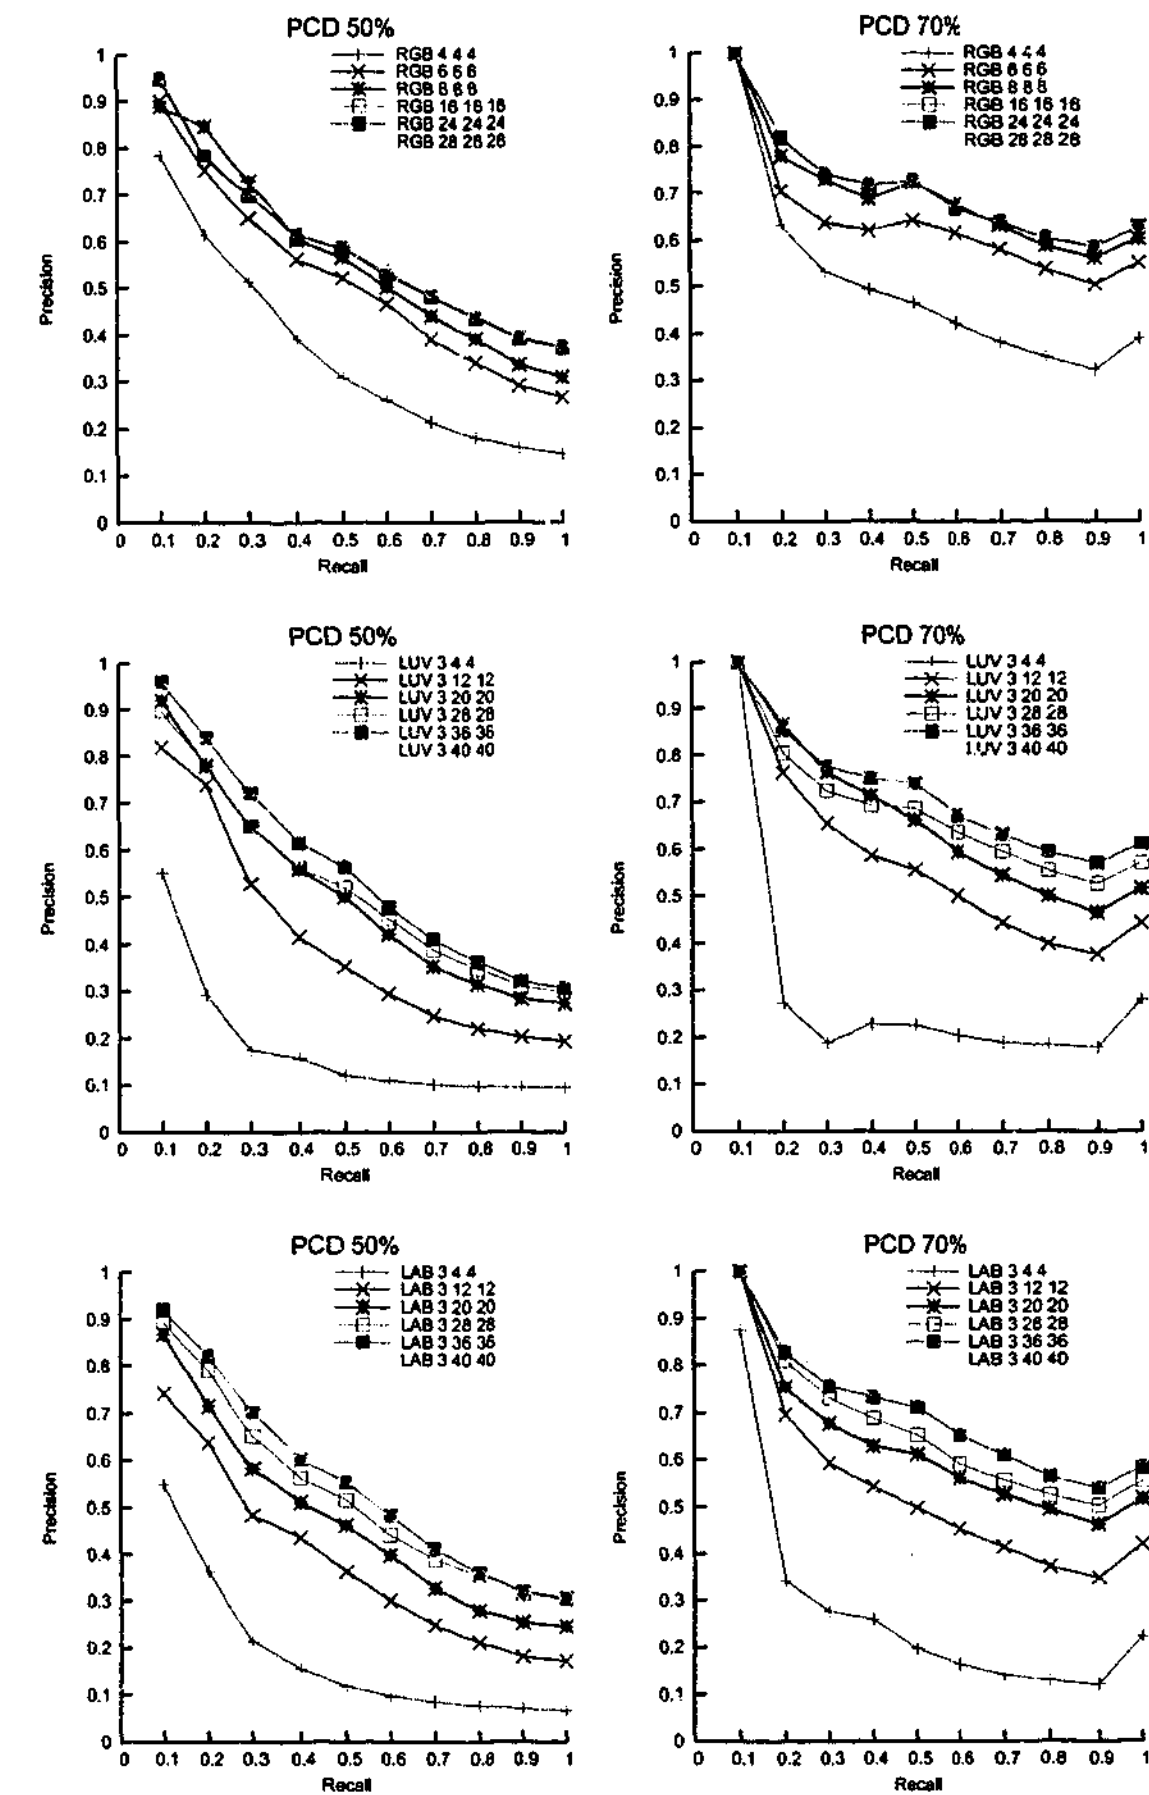 PCD 50%
RGB 4 4 4
RGB 6 6 6
RGB 8 8 8
RGB 16 16 16
RGB 24 24 24
RGB 28 28 28
1
0.9
0.8
0.7
0.6
0.5
0.4
0.3
0.2
0.1
0
Precision
0 0.1 0.2 0.3 0.4 0.5 0.6 0.7 0.8 0.9 1
Recall
PCD 70%
RGB 4 4 4
RGB 6 6 6
RGB 8 8 8
RGB 16 16 16
RGB 24 24 24
RGB 28 28 28
1
0.9
0.8
0.7
0.6
0.5
0.4
0.3
0.2
0.1
0
Precision
0 0.1 0.2 0.3 0.4 0.5 0.6 0.7 0.8 0.9 1
Recall
PCD 50%
LUV 3 4 4
LUV 3 12 12
LUV 3 20 20
LUV 3 28 28
LUV 3 36 36
LUV 3 40 40
1
0.9
0.8
0.7
0.6
0.5
0.4
0.3
0.2
0.1
0
Precision
0 0.1 0.2 0.3 0.4 0.5 0.6 0.7 0.8 0.9 1
Recall
PCD 70%
LUV 3 4 4
LUV 3 12 12
LUV 3 20 20
LUV 3 28 28
LUV 3 36 36
LUV 3 40 40
1
0.9
0.8
0.7
0.6
0.5
0.4
0.3
0.2
0.1
0
Precision
0 0.1 0.2 0.3 0.4 0.5 0.6 0.7 0.8 0.9 1
Recall
PCD 50%
LAB 3 4 4
LAB 3 12 12
LAB 3 20 20
LAB 3 28 28
LAB 3 36 36
LAB 3 40 40
1
0.9
0.8
0.7
0.6
0.5
0.4
0.3
0.2
0.1
0
Precision
0 0.1 0.2 0.3 0.4 0.5 0.6 0.7 0.8 0.9 1
Recall
PCD 70%
LAB 3 4 4
LAB 3 12 12
LAB 3 20 20
LAB 3 28 28
LAB 3 36 36
LAB 3 40 40
1
0.9
0.8
0.7
0.6
0.5
0.4
0.3
0.2
0.1
0
Precision
0 0.1 0.2 0.3 0.4 0.5 0.6 0.7 0.8 0.9 1
Recall